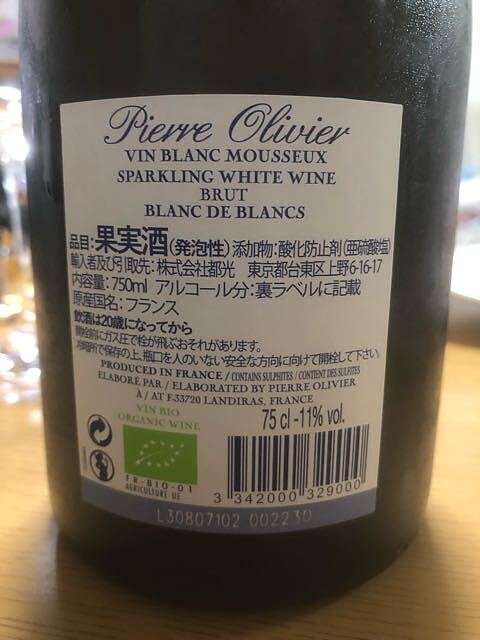 Pierre Olivier
VIN BLANC MOUSSEUX
SPARKLING WHITE WINE
BRUT
BLANC DE BLANCS
品目:果実酒(発泡性)添加物:酸化防止剤(亜硫酸塩)
輸入者及び引取先:株式会社都光 東京都台東区上野6-16-17
内容量:750ml アルコール分:裏ラベルに記載
原産国名:フランス
飲酒は20歳になってから
開栓前にガス圧で栓が飛ぶおそれがあります。
冷暗所で保存の上、瓶口を人のいない安全な方向に向けて開栓して下さい。
PRODUCED IN FRANCE / CONTAINS SULPHITES / CONTIENT DES SULFITES
ELABORÉ PAR / ELABORATED BY PIERRE OLIVIER
À / AT F-33720 LANDIRAS, FRANCE
VIN BIO
ORGANIC WINE
75 cl -11% vol.
FR-BIO-01
AGRICULTURE UE
3 342000 329000
L30807102 002230